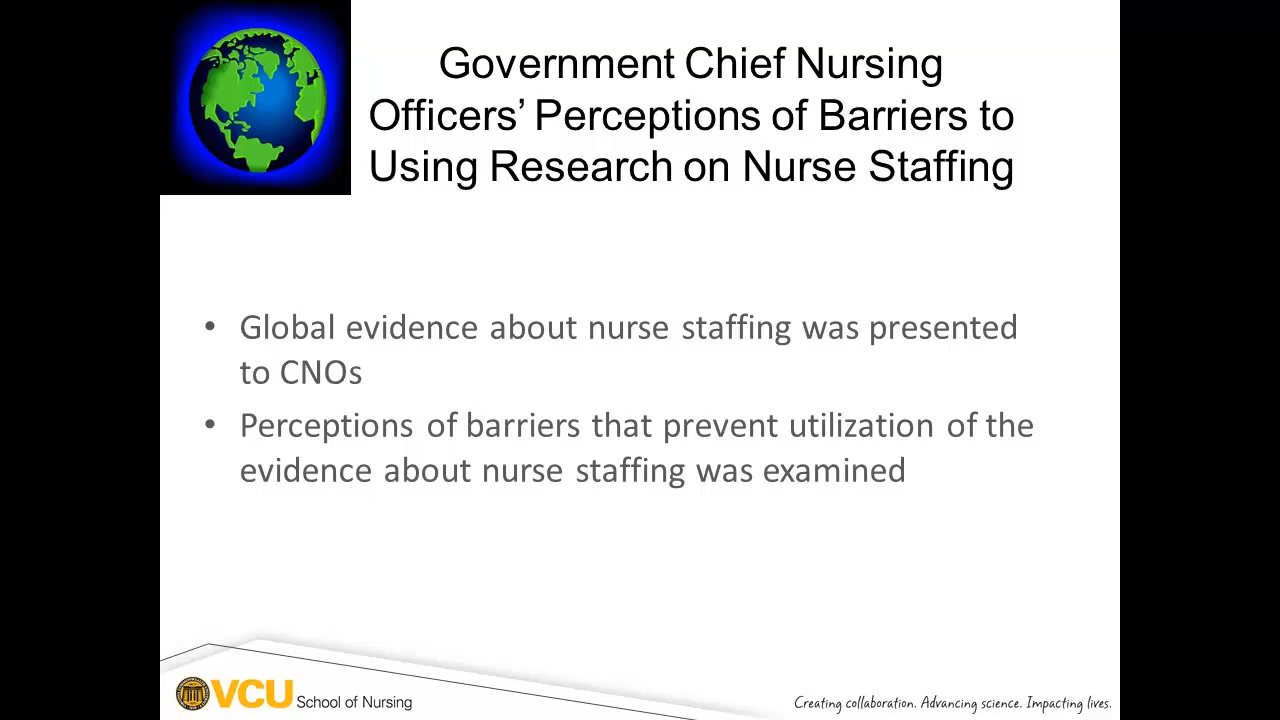 Government Chief Nursing
Officers’ Perceptions of Barriers to
Using Research on Nurse Staffing
• Global evidence about nurse staffing was presented
to CNOs
• Perceptions of barriers that prevent utilization of the
evidence about nurse staffing was examined
VCU School of Nursing
Creating collaboration. Advancing science. Impacting lives.